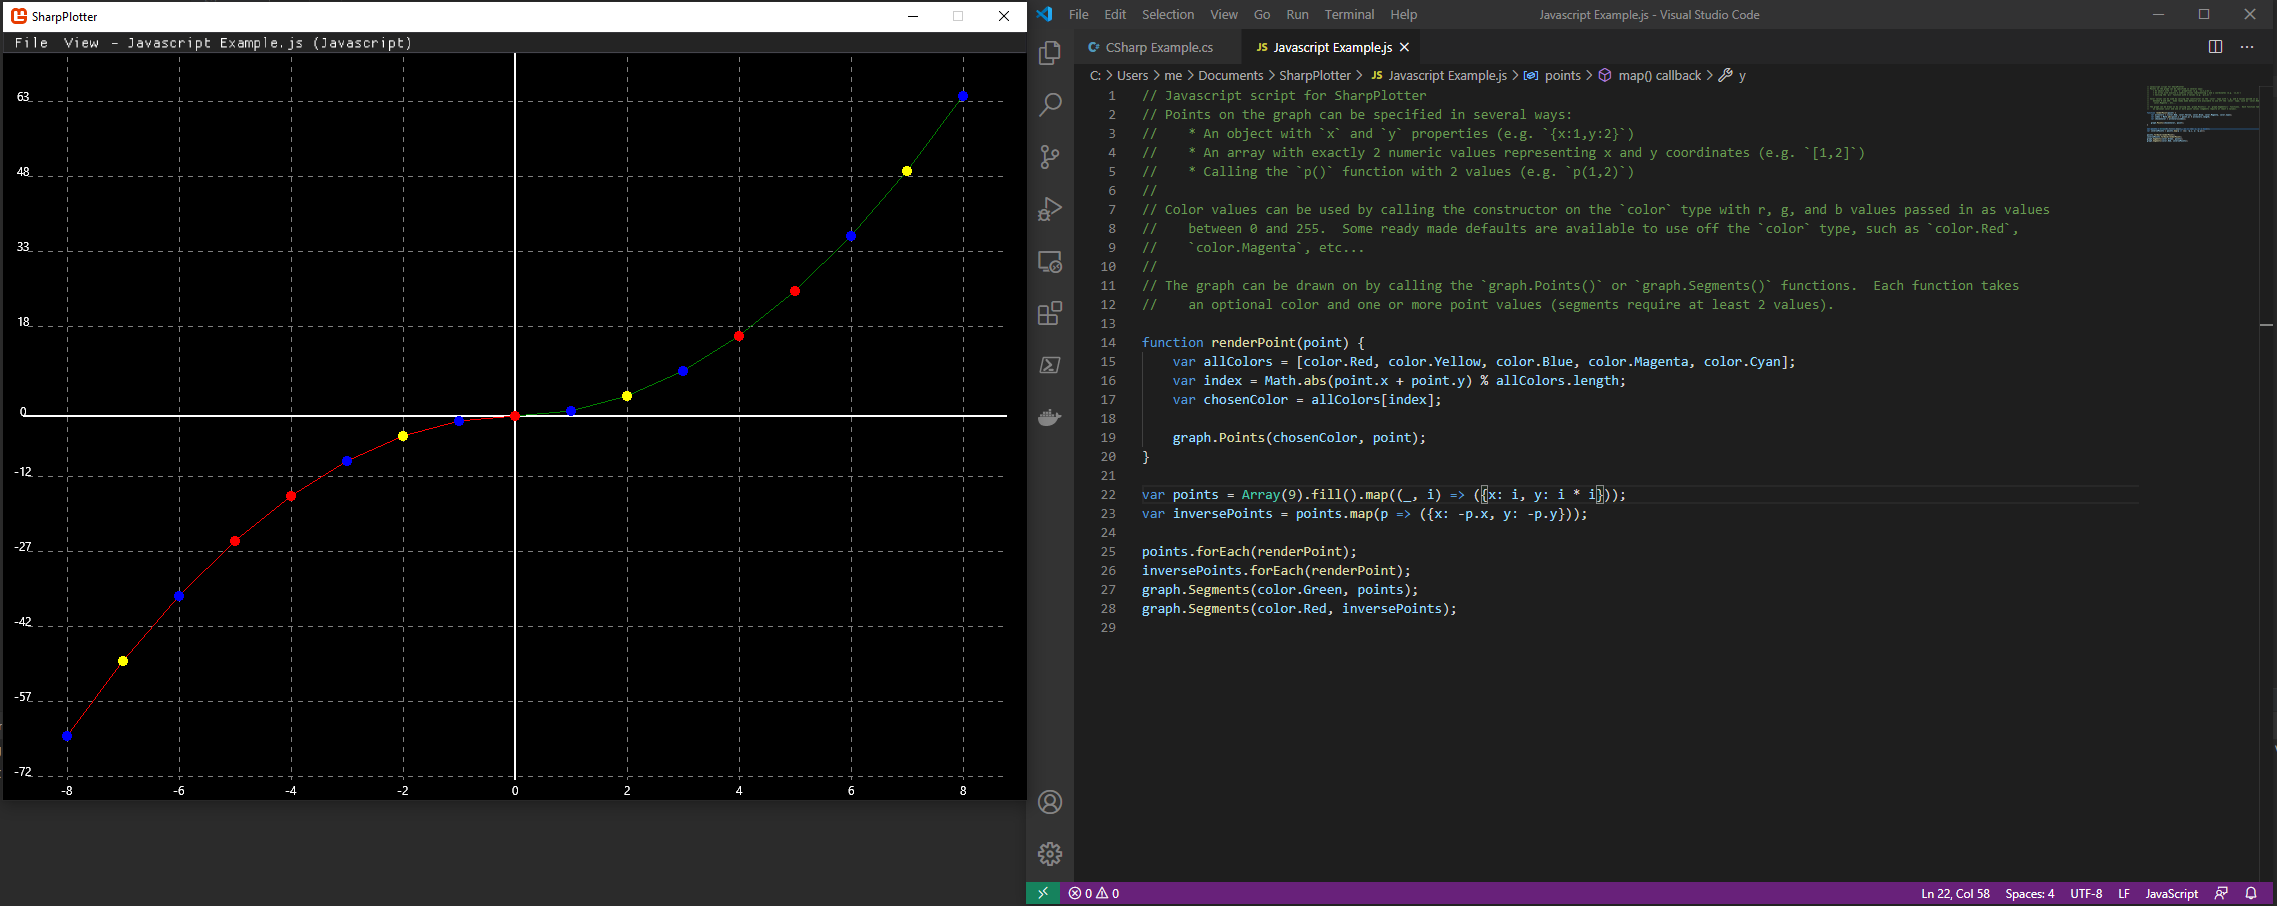 SharpPlotter
File View - Javascript Example.js (Javascript)
63
48
33
18
0
-12
-27
-42
-57
-72
-8 -6 -4 -2 0 2 4 6 8
File Edit Selection View Go Run Terminal Help Javascript Example.js - Visual Studio Code
C# CSharp Example.cs JS Javascript Example.js
C: > Users > me > Documents > SharpPlotter > JS Javascript Example.js > points > map() callback > y
1 // Javascript script for SharpPlotter
2 // Points on the graph can be specified in several ways:
3 //    * An object with `x` and `y` properties (e.g. `{x:1,y:2}`)
4 //    * An array with exactly 2 numeric values representing x and y coordinates (e.g. `[1,2]`)
5 //    * Calling the `p()` function with 2 values (e.g. `p(1,2)`)
6 //
7 // Color values can be used by calling the constructor on the `color` type with r, g, and b values passed in as values
8 //    between 0 and 255.  Some ready made defaults are available to use off the `color` type, such as `color.Red`,
9 //    `color.Magenta`, etc...
10 //
11 // The graph can be drawn on by calling the `graph.Points()` or `graph.Segments()` functions.  Each function takes
12 //    an optional color and one or more point values (segments require at least 2 values).
13
14 function renderPoint(point) {
15     var allColors = [color.Red, color.Yellow, color.Blue, color.Magenta, color.Cyan];
16     var index = Math.abs(point.x + point.y) % allColors.length;
17     var chosenColor = allColors[index];
18
19     graph.Points(chosenColor, point);
20 }
21
22 var points = Array(9).fill().map((_, i) => ({x: i, y: i * i}));
23 var inversePoints = points.map(p => ({x: -p.x, y: -p.y}));
24
25 points.forEach(renderPoint);
26 inversePoints.forEach(renderPoint);
27 graph.Segments(color.Green, points);
28 graph.Segments(color.Red, inversePoints);
29
0 0 Ln 22, Col 58 Spaces: 4 UTF-8 LF JavaScript